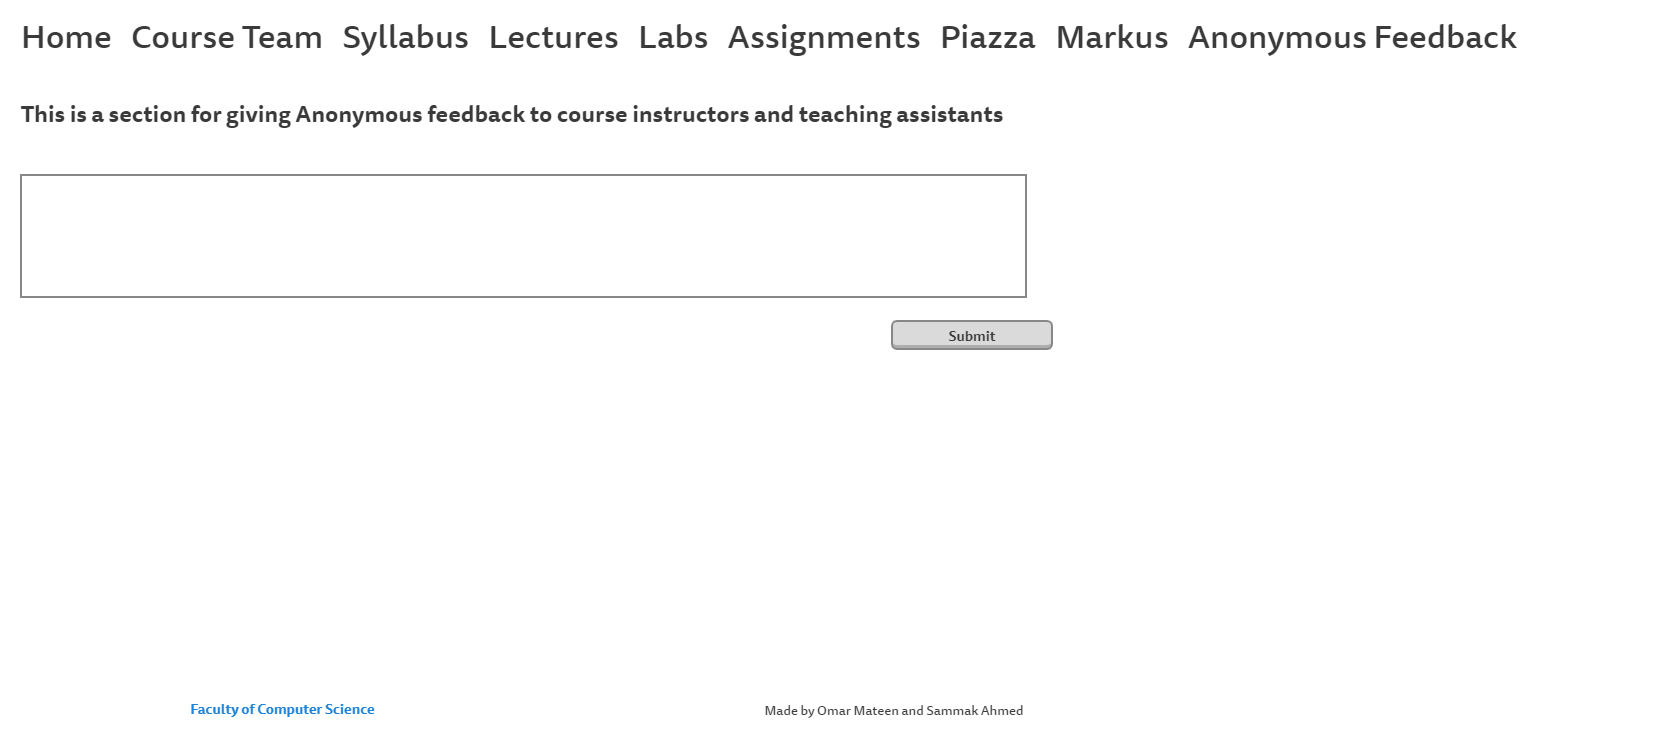 Home Course Team Syllabus Lectures Labs Assignments Piazza Markus Anonymous Feedback
This is a section for giving Anonymous feedback to course instructors and teaching assistants
Submit
Faculty of Computer Science
Made by Omar Mateen and Sammak Ahmed